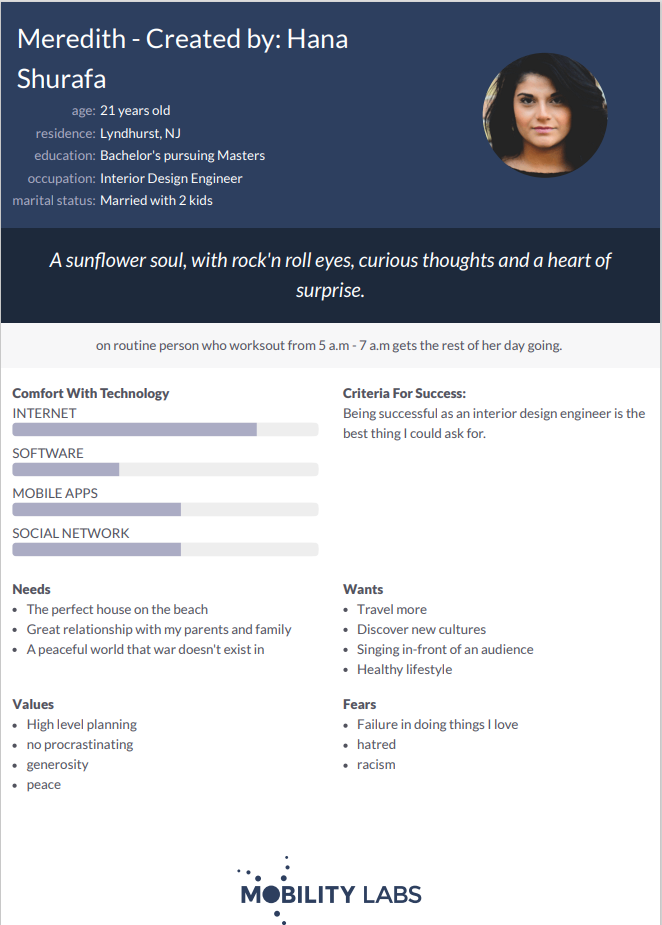 Meredith - Created by: Hana
Shurafa
age: 21 years old
residence: Lyndhurst, NJ
education: Bachelor's pursuing Masters
occupation: Interior Design Engineer
marital status: Married with 2 kids
A sunflower soul, with rock'n roll eyes, curious thoughts and a heart of
surprise.
on routine person who worksout from 5 a.m - 7 a.m gets the rest of her day going.
Comfort With Technology
INTERNET
SOFTWARE
MOBILE APPS
SOCIAL NETWORK
Criteria For Success:
Being successful as an interior design engineer is the
best thing I could ask for.
Needs
• The perfect house on the beach
• Great relationship with my parents and family
• A peaceful world that war doesn't exist in
Wants
• Travel more
• Discover new cultures
• Singing in-front of an audience
• Healthy lifestyle
Values
• High level planning
• no procrastinating
• generosity
• peace
Fears
• Failure in doing things I love
• hatred
• racism
MOBILITY LABS